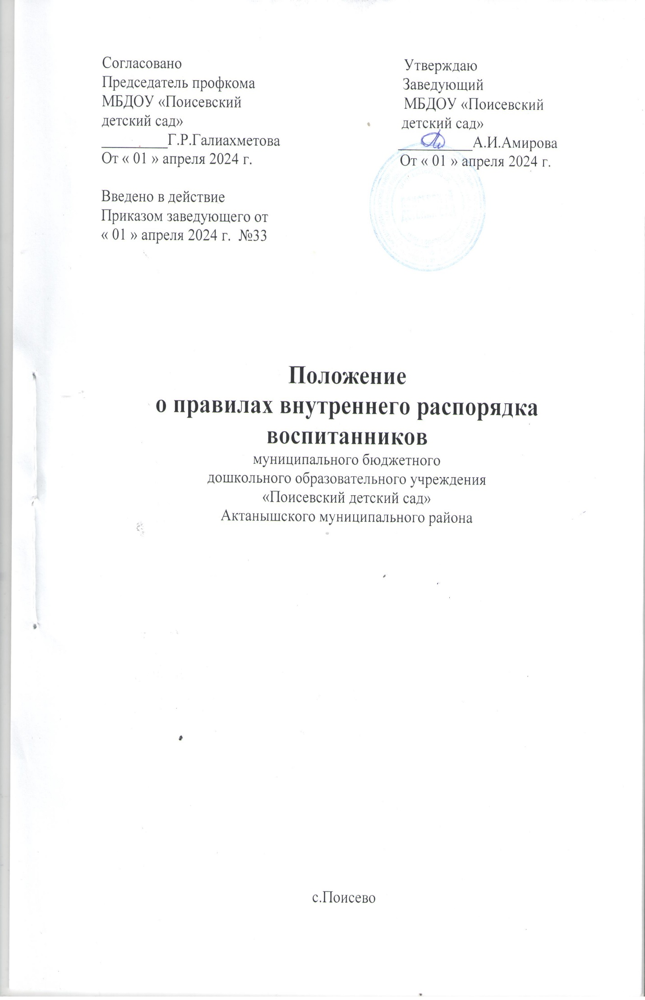 Согласовано
Председатель профкома
МБДОУ «Поисевский
детский сад»
_________Г.Р.Галиахметова
От « 01 » апреля 2024 г.
Утверждаю
Заведующий
МБДОУ «Поисевский
детский сад»
__________А.И.Амирова
От « 01 » апреля 2024 г.
Введено в действие
Приказом заведующего от
« 01 » апреля 2024 г. №33
Положение
о правилах внутреннего распорядка
воспитанников
муниципального бюджетного
дошкольного образовательного учреждения
«Поисевский детский сад»
Актанышского муниципального района
с.Поисево